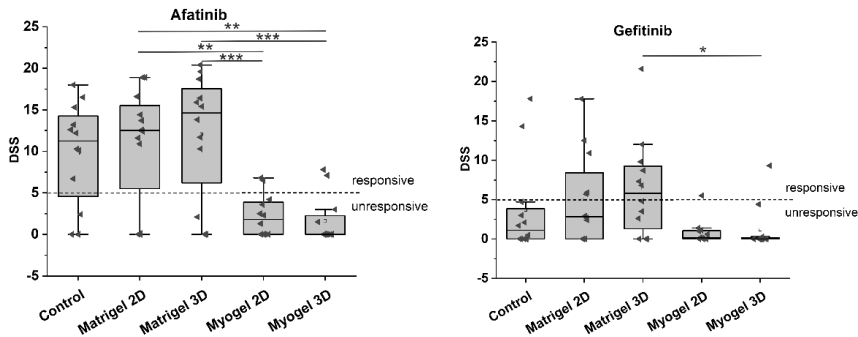 Afatinib
25
20
15
10
5
0
-5
DSS
**
***
**
***
responsive
unresponsive
Control
Matrigel 2D
Matrigel 3D
Myogel 2D
Myogel 3D
Gefitinib
25
20
15
10
5
0
-5
DSS
*
responsive
unresponsive
Control
Matrigel 2D
Matrigel 3D
Myogel 2D
Myogel 3D